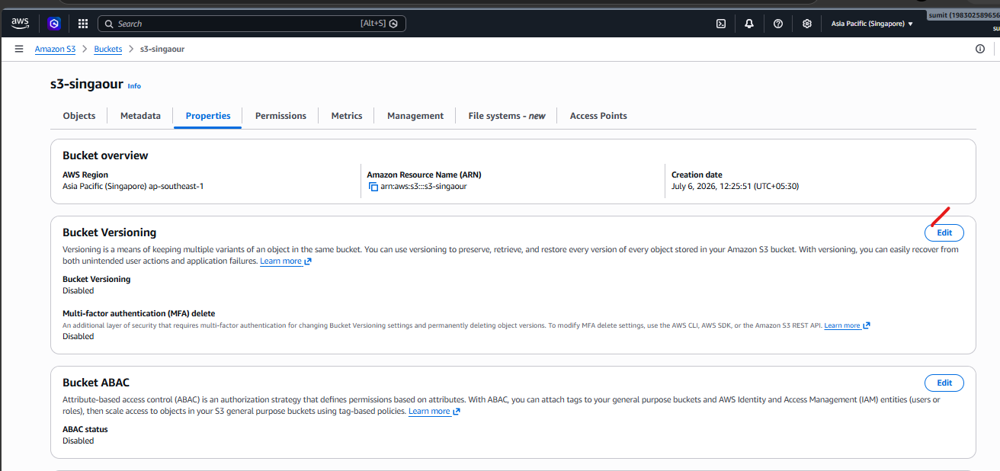 aws
Search [Alt+S]
Asia Pacific (Singapore) ▼
sumit (198302589656
su
Amazon S3 > Buckets > s3-singaour
s3-singaour Info
Objects Metadata Properties Permissions Metrics Management File systems - new Access Points
Bucket overview
AWS Region
Asia Pacific (Singapore) ap-southeast-1
Amazon Resource Name (ARN)
arn:aws:s3:::s3-singaour
Creation date
July 6, 2026, 12:25:51 (UTC+05:30)
Bucket Versioning
Edit
Versioning is a means of keeping multiple variants of an object in the same bucket. You can use versioning to preserve, retrieve, and restore every version of every object stored in your Amazon S3 bucket. With versioning, you can easily recover from
both unintended user actions and application failures. Learn more
Bucket Versioning
Disabled
Multi-factor authentication (MFA) delete
An additional layer of security that requires multi-factor authentication for changing Bucket Versioning settings and permanently deleting object versions. To modify MFA delete settings, use the AWS CLI, AWS SDK, or the Amazon S3 REST API. Learn more
Disabled
Bucket ABAC
Edit
Attribute-based access control (ABAC) is an authorization strategy that defines permissions based on attributes. With ABAC, you can attach tags to your general purpose buckets and AWS Identity and Access Management (IAM) entities (users or
roles), then scale access to objects in your S3 general purpose buckets using tag-based policies. Learn more
ABAC status
Disabled